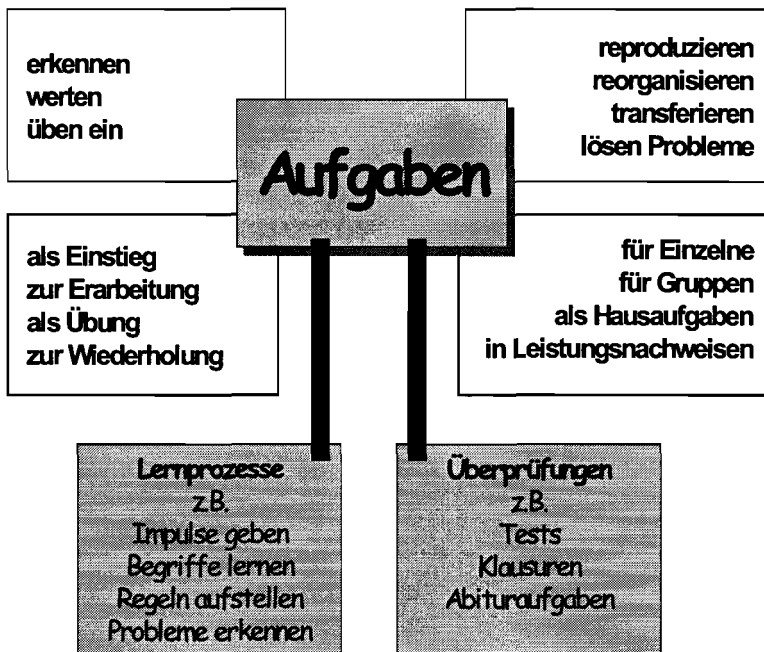 erkennen
werten
üben ein
reproduzieren
reorganisieren
transferieren
lösen Probleme
Aufgaben
als Einstieg
zur Erarbeitung
als Übung
zur Wiederholung
für Einzelne
für Gruppen
als Hausaufgaben
in Leistungsnachweisen
Lernprozesse
z.B.
Impulse geben
Begriffe lernen
Regeln aufstellen
Probleme erkennen
Überprüfungen
z.B.
Tests
Klausuren
Abituraufgaben